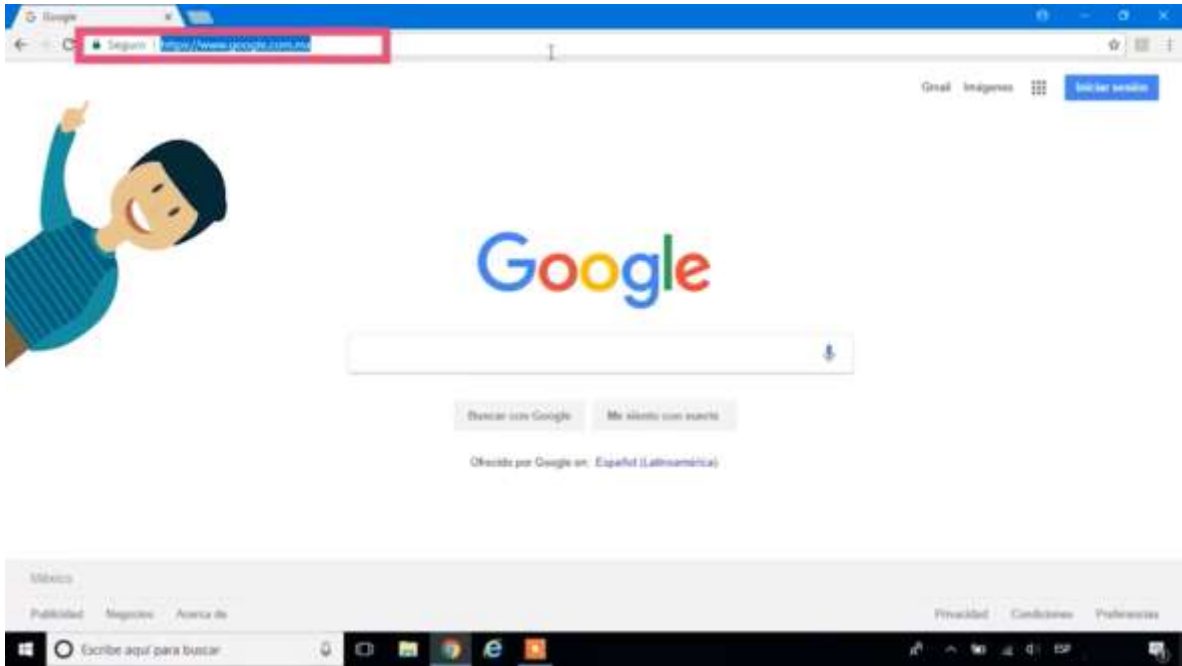 Google
Seguro | https://www.google.com.mx
Gmail Imágenes Iniciar sesión
Google
Buscar con Google Me siento con suerte
Ofrecido por Google en: Español (Latinoamérica)
México
Publicidad Negocios Acerca de
Privacidad Condiciones Preferencias
Escribe aquí para buscar
ESP